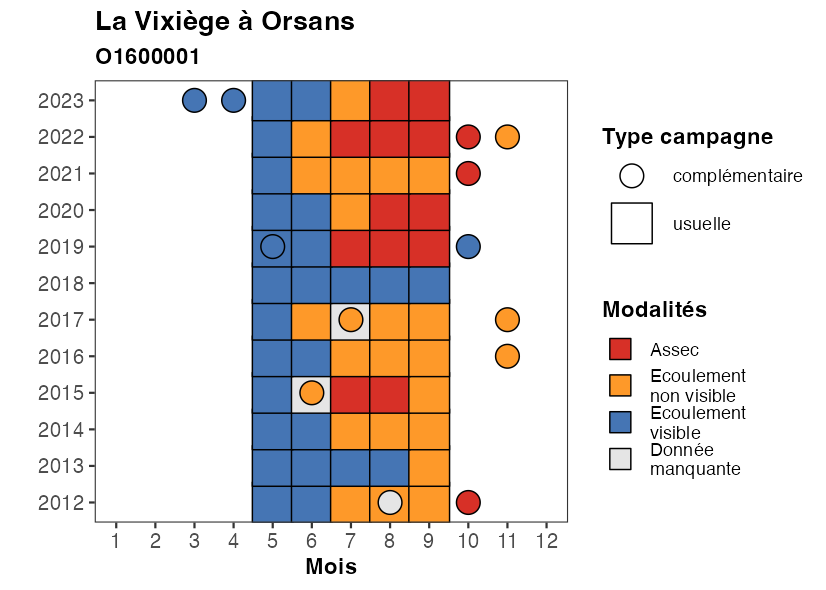 La Vixiège à Orsans
O1600001
2023
2022
2021
2020
2019
2018
2017
2016
2015
2014
2013
2012
1 2 3 4 5 6 7 8 9 10 11 12
Mois
Type campagne
complémentaire
usuelle
Modalités
Assec
Ecoulement
non visible
Ecoulement
visible
Donnée
manquante